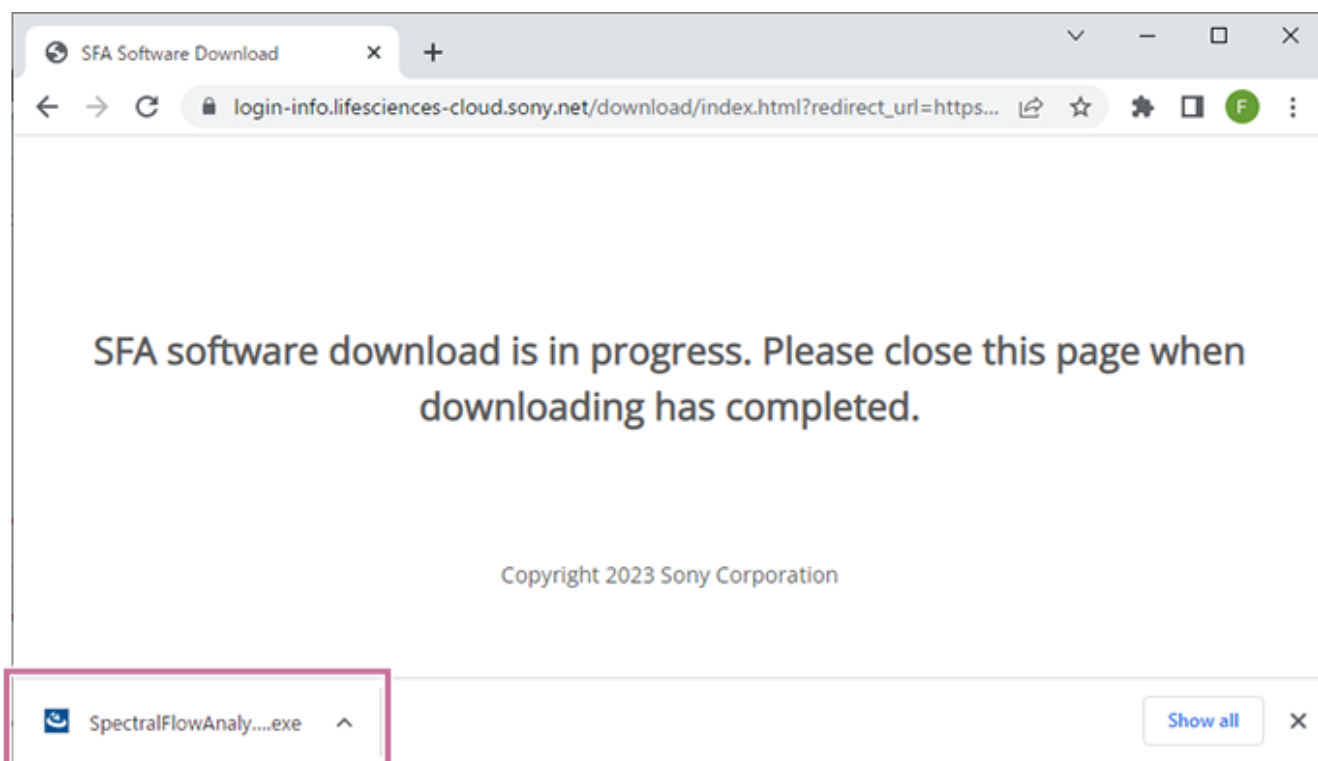 SFA Software Download
login-info.lifesciences-cloud.sony.net/download/index.html?redirect_url=https...
F
SFA software download is in progress. Please close this page when
downloading has completed.
Copyright 2023 Sony Corporation
SpectralFlowAnaly....exe
Show all